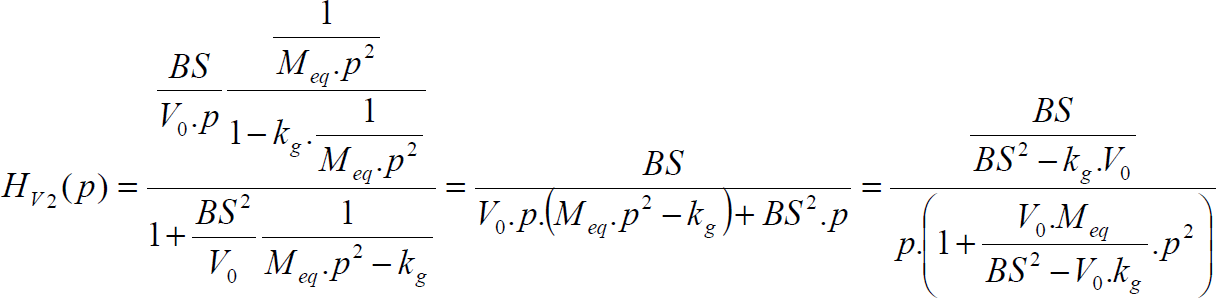 H_{V2}(p) = \frac{\frac{BS}{V_0.p} \frac{\frac{1}{M_{eq}.p^2}}{1-k_g.\frac{1}{M_{eq}.p^2}}}{1+\frac{BS^2}{V_0} \frac{1}{M_{eq}.p^2-k_g}} = \frac{BS}{V_0.p.(M_{eq}.p^2-k_g)+BS^2.p} = \frac{\frac{BS}{BS^2-k_g.V_0}}{p.\left(1+\frac{V_0.M_{eq}}{BS^2-V_0.k_g}.p^2\right)}